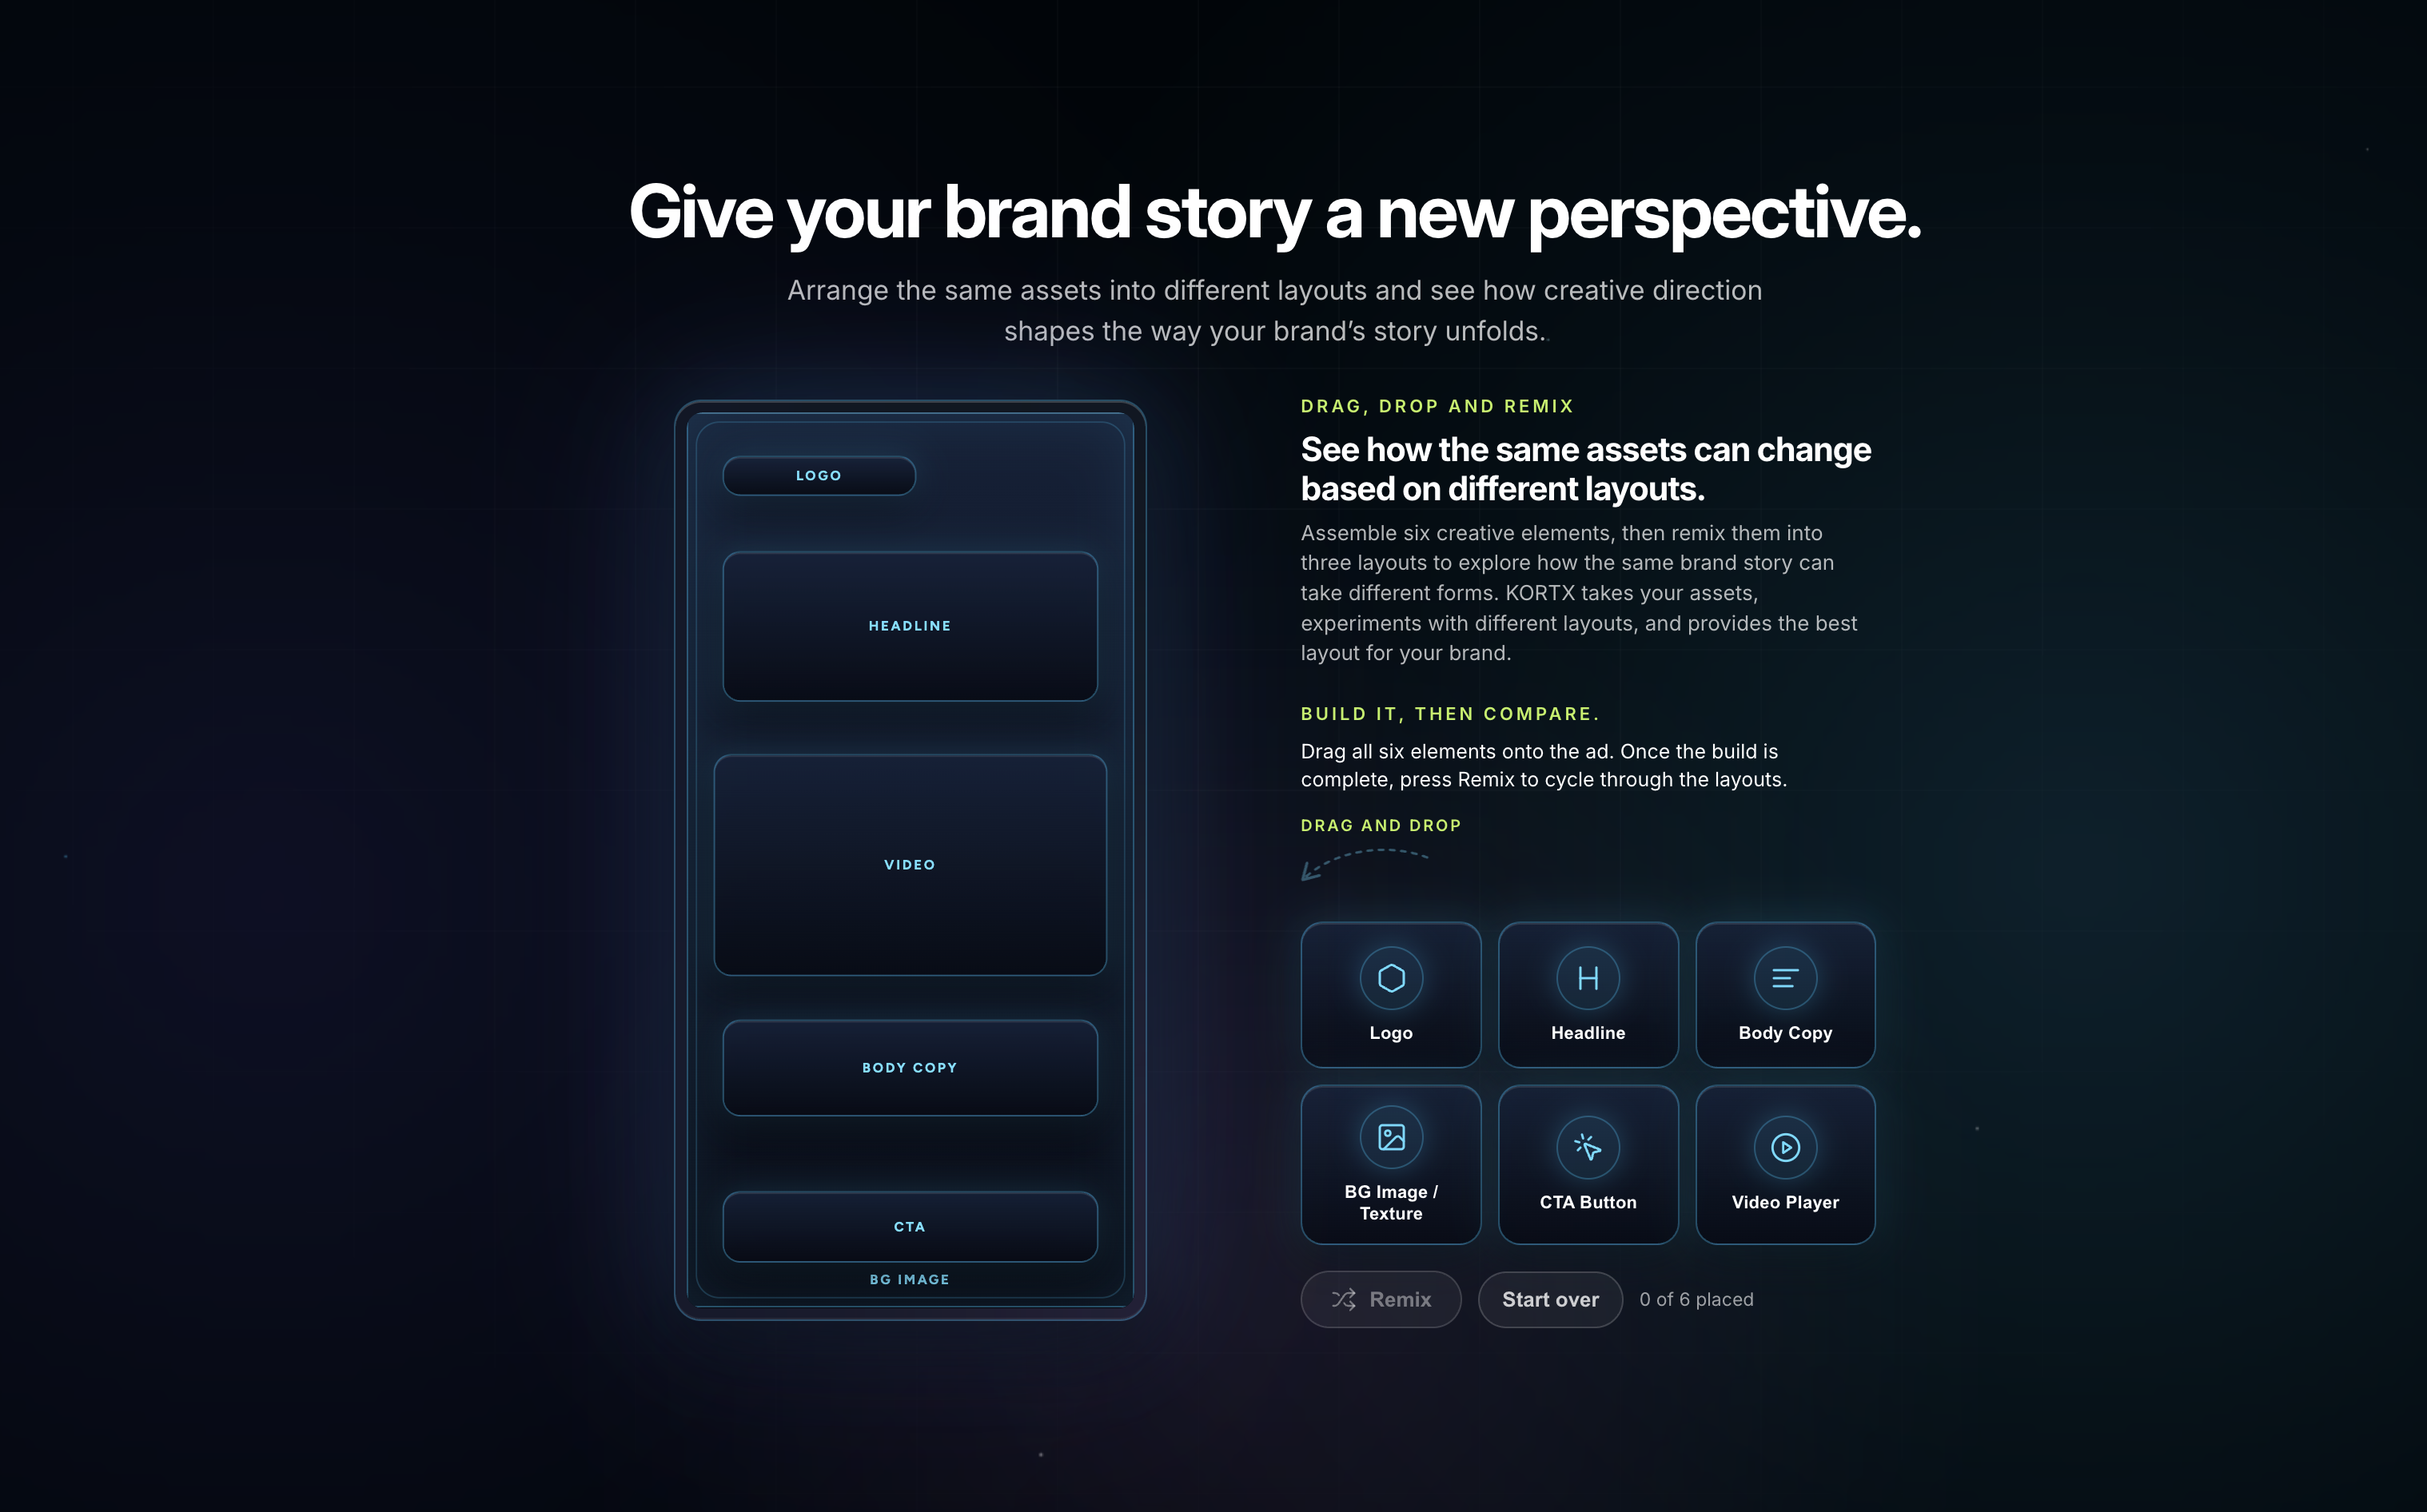 Give your brand story a new perspective.
Arrange the same assets into different layouts and see how creative direction
shapes the way your brand’s story unfolds.
LOGO
HEADLINE
VIDEO
BODY COPY
CTA
BG IMAGE
DRAG, DROP AND REMIX
See how the same assets can change
based on different layouts.
Assemble six creative elements, then remix them into
three layouts to explore how the same brand story can
take different forms. KORTX takes your assets,
experiments with different layouts, and provides the best
layout for your brand.
BUILD IT, THEN COMPARE.
Drag all six elements onto the ad. Once the build is
complete, press Remix to cycle through the layouts.
DRAG AND DROP
Logo
Headline
Body Copy
BG Image /
Texture
CTA Button
Video Player
Remix
Start over
0 of 6 placed